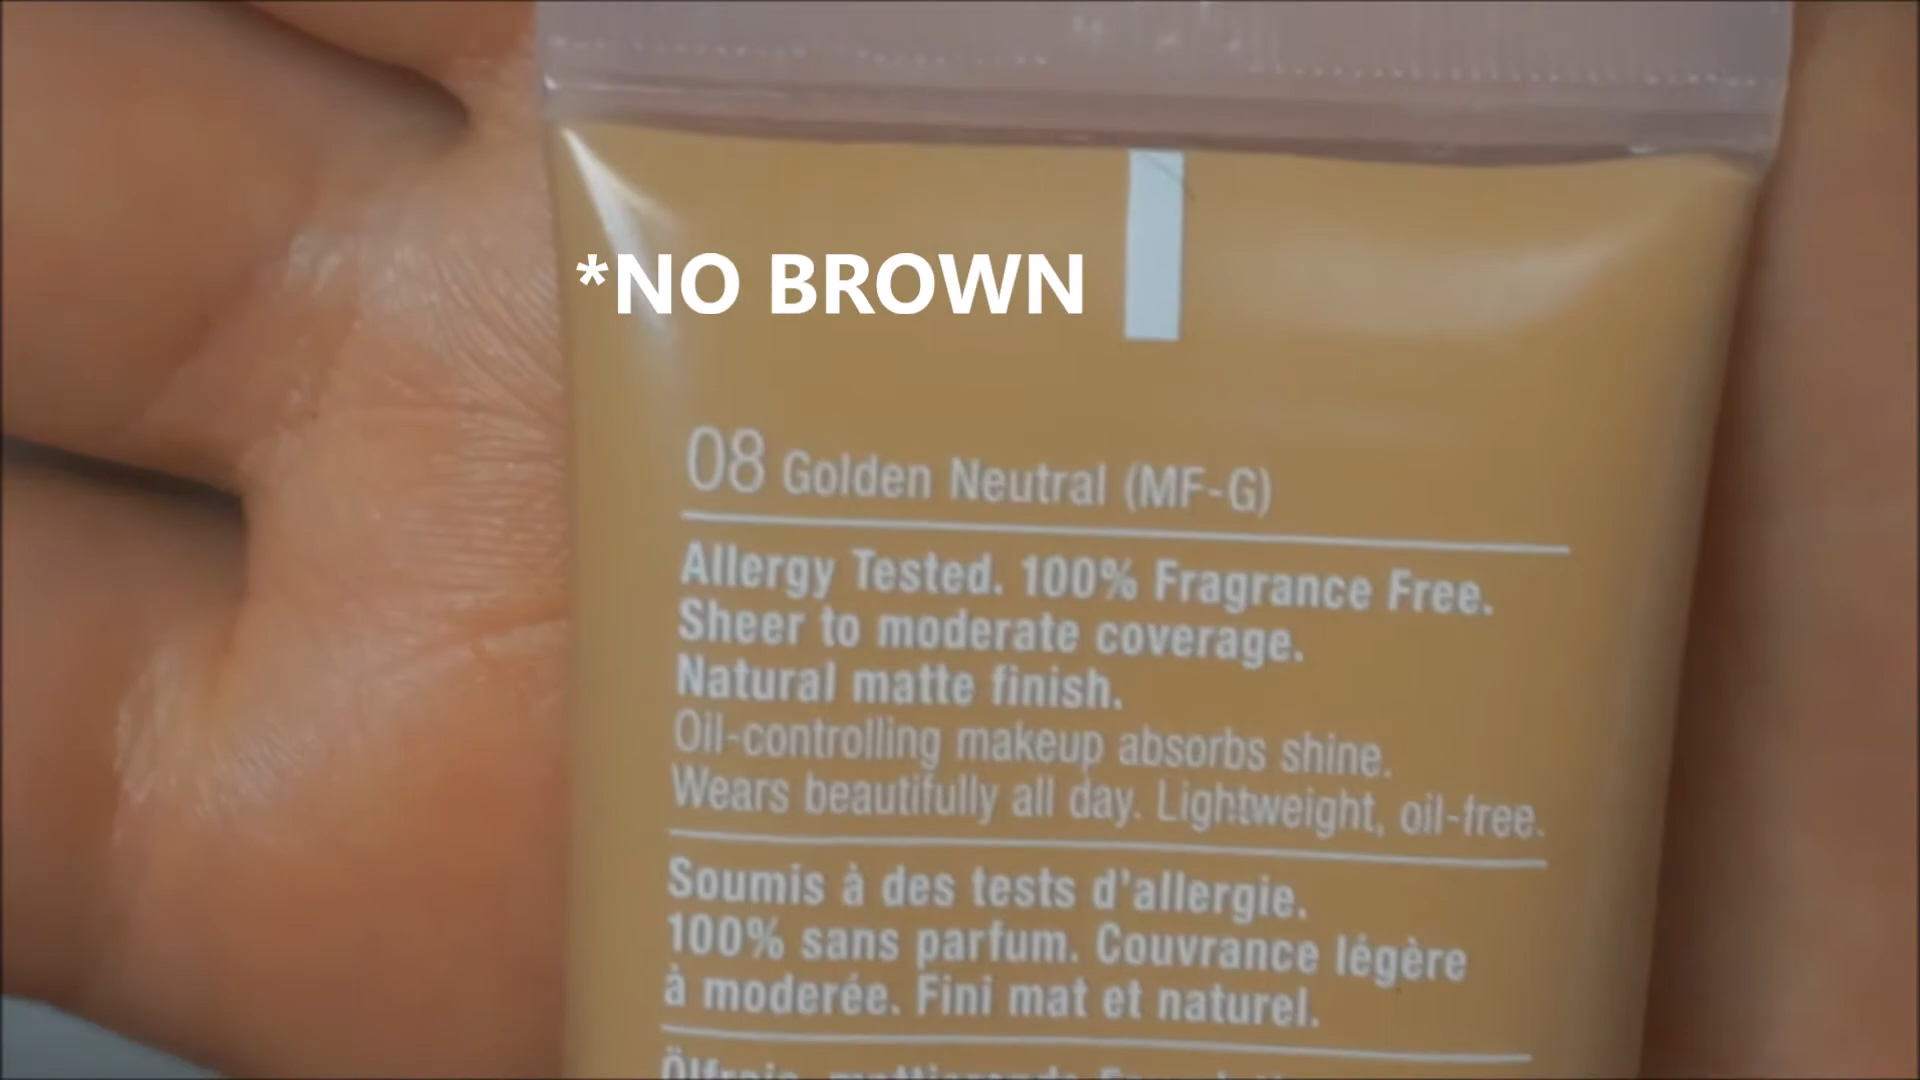 *NO BROWN
08 Golden Neutral (MF-G)
Allergy Tested. 100% Fragrance Free.
Sheer to moderate coverage.
Natural matte finish.
Oil-controlling makeup absorbs shine.
Wears beautifully all day. Lightweight, oil-free.
Soumis à des tests d'allergie.
100% sans parfum. Couvrance légère
à moderée. Fini mat et naturel.